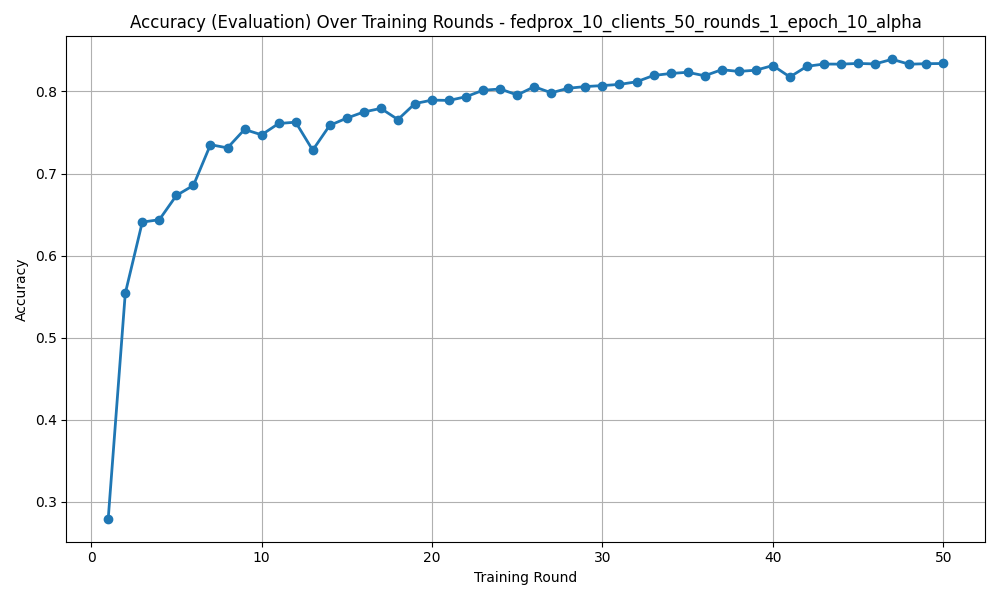 Accuracy (Evaluation) Over Training Rounds - fedprox_10_clients_50_rounds_1_epoch_10_alpha
Accuracy
0.8
0.7
0.6
0.5
0.4
0.3
0 10 20 30 40 50
Training Round